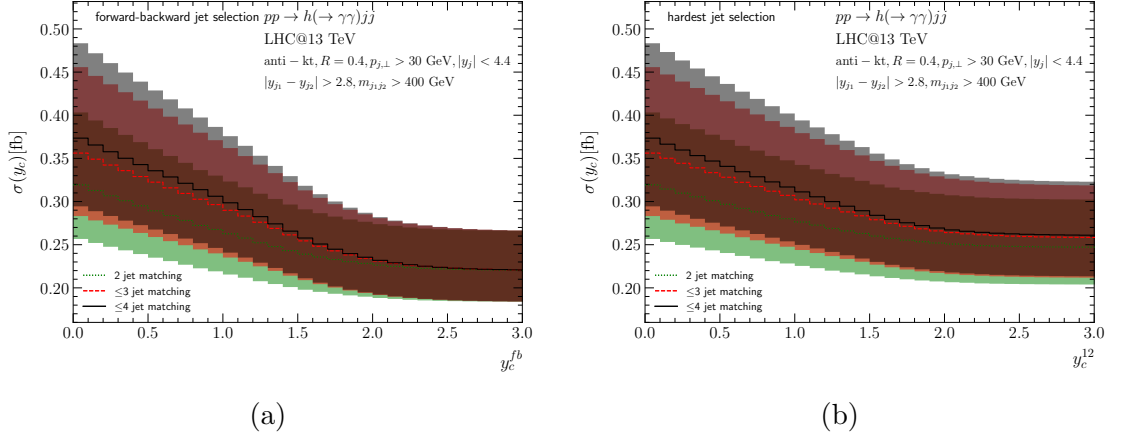 forward-backward jet selection
pp → h(→ γγ)jj
LHC@13 TeV
anti − kt, R = 0.4, p_{j,⊥} > 30 GeV, |y_j| < 4.4
|y_{j_1} − y_{j_2}| > 2.8, m_{j_1j_2} > 400 GeV
0.50
0.45
0.40
0.35
0.30
0.25
0.20
σ(y_c)[fb]
2 jet matching
≤3 jet matching
≤4 jet matching
0.0 0.5 1.0 1.5 2.0 2.5 3.0
y_c^{fb}
(a)
hardest jet selection
pp → h(→ γγ)jj
LHC@13 TeV
anti − kt, R = 0.4, p_{j,⊥} > 30 GeV, |y_j| < 4.4
|y_{j_1} − y_{j_2}| > 2.8, m_{j_1j_2} > 400 GeV
0.50
0.45
0.40
0.35
0.30
0.25
0.20
σ(y_c)[fb]
2 jet matching
≤3 jet matching
≤4 jet matching
0.0 0.5 1.0 1.5 2.0 2.5 3.0
y_c^{12}
(b)